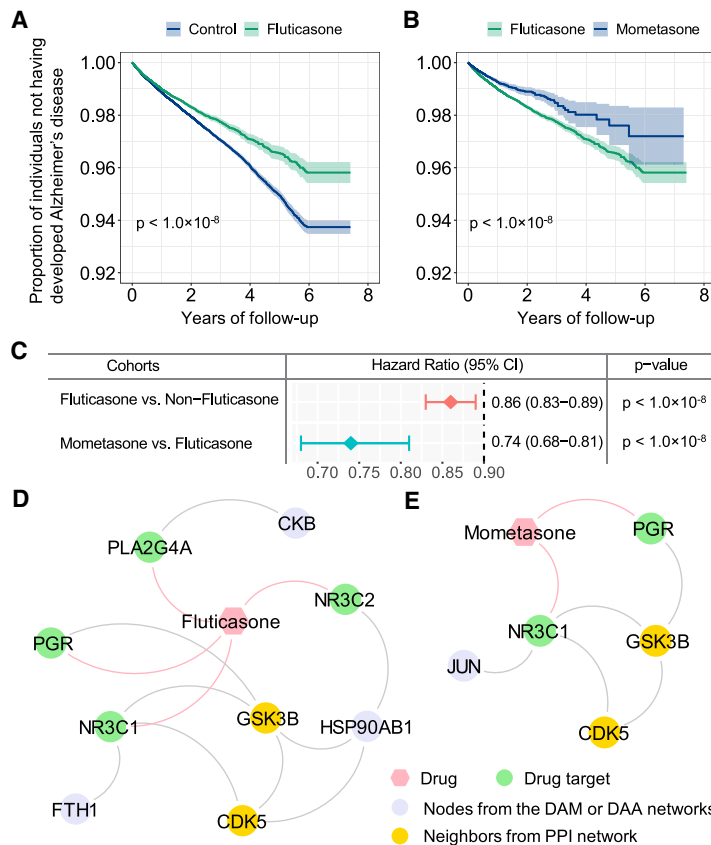 A
Control Fluticasone
Proportion of individuals not having
developed Alzheimer's disease
1.00
0.98
0.96
0.94
0.92
p < 1.0×10⁻⁸
0 2 4 6 8
Years of follow-up
B
Fluticasone Mometasone
1.00
0.98
0.96
0.94
0.92
p < 1.0×10⁻⁸
0 2 4 6 8
Years of follow-up
C
Cohorts Hazard Ratio (95% CI) p−value
Fluticasone vs. Non−Fluticasone 0.86 (0.83−0.89) p < 1.0×10⁻⁸
Mometasone vs. Fluticasone 0.74 (0.68−0.81) p < 1.0×10⁻⁸
0.70 0.75 0.80 0.85 0.90
D
CKB
PLA2G4A
NR3C2
Fluticasone
PGR
GSK3B
HSP90AB1
NR3C1
FTH1
CDK5
E
Mometasone
PGR
NR3C1
GSK3B
JUN
CDK5
Drug Drug target
Nodes from the DAM or DAA networks
Neighbors from PPI network